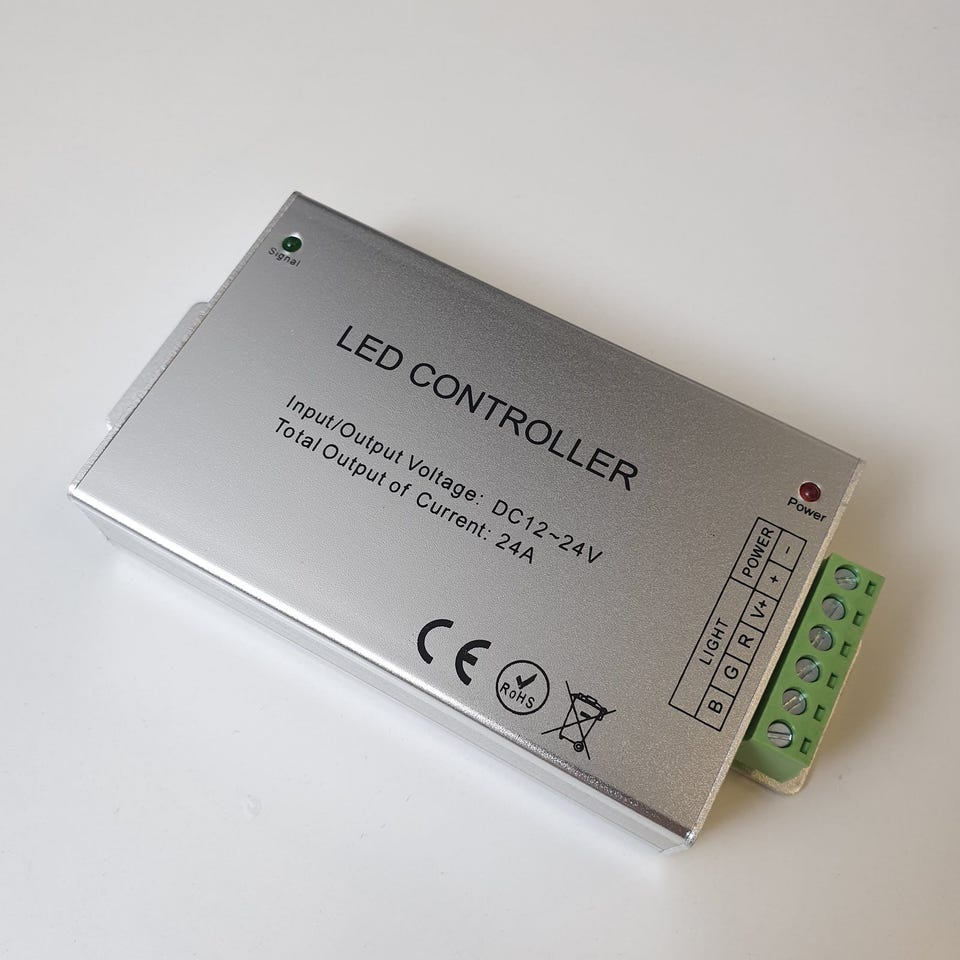 Signal
LED CONTROLLER
Input/Output Voltage: DC12~24V
Total Output of Current: 24A
CE
RoHS
Power
LIGHT POWER
B G R V+ + -